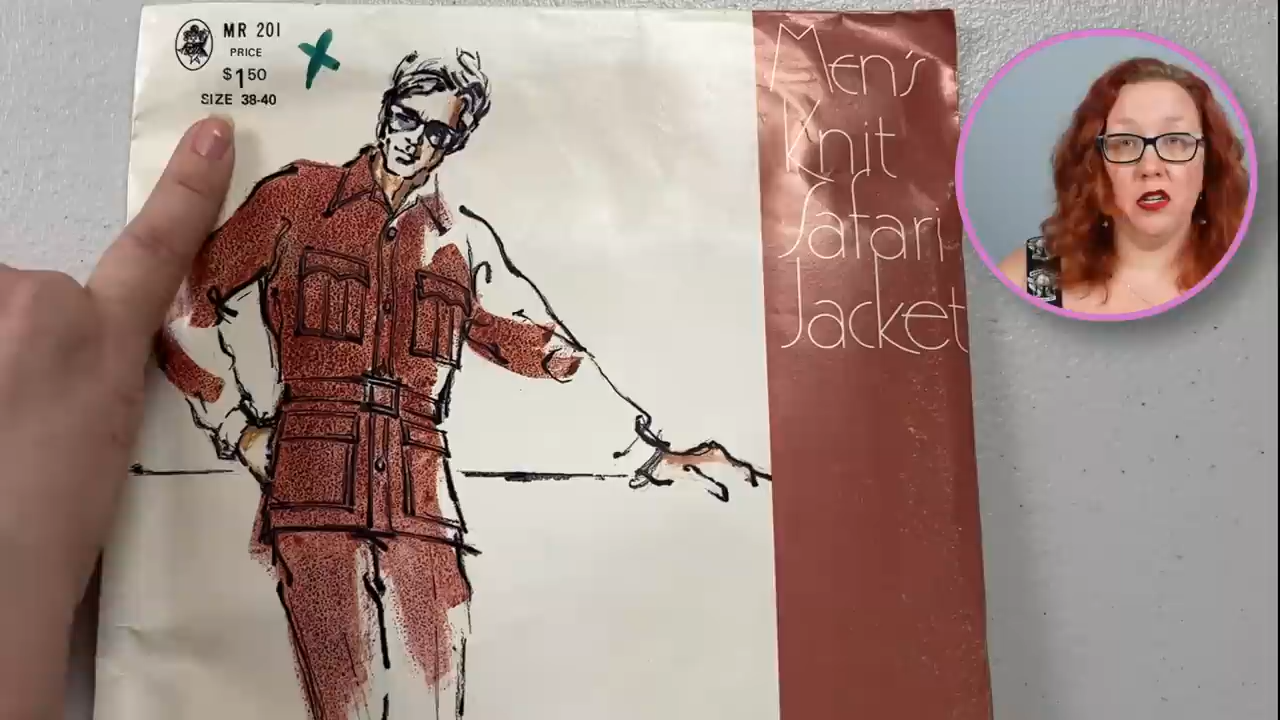 MR 201
PRICE
$1.50
SIZE 38-40
Men's
Knit
Safari
Jacket